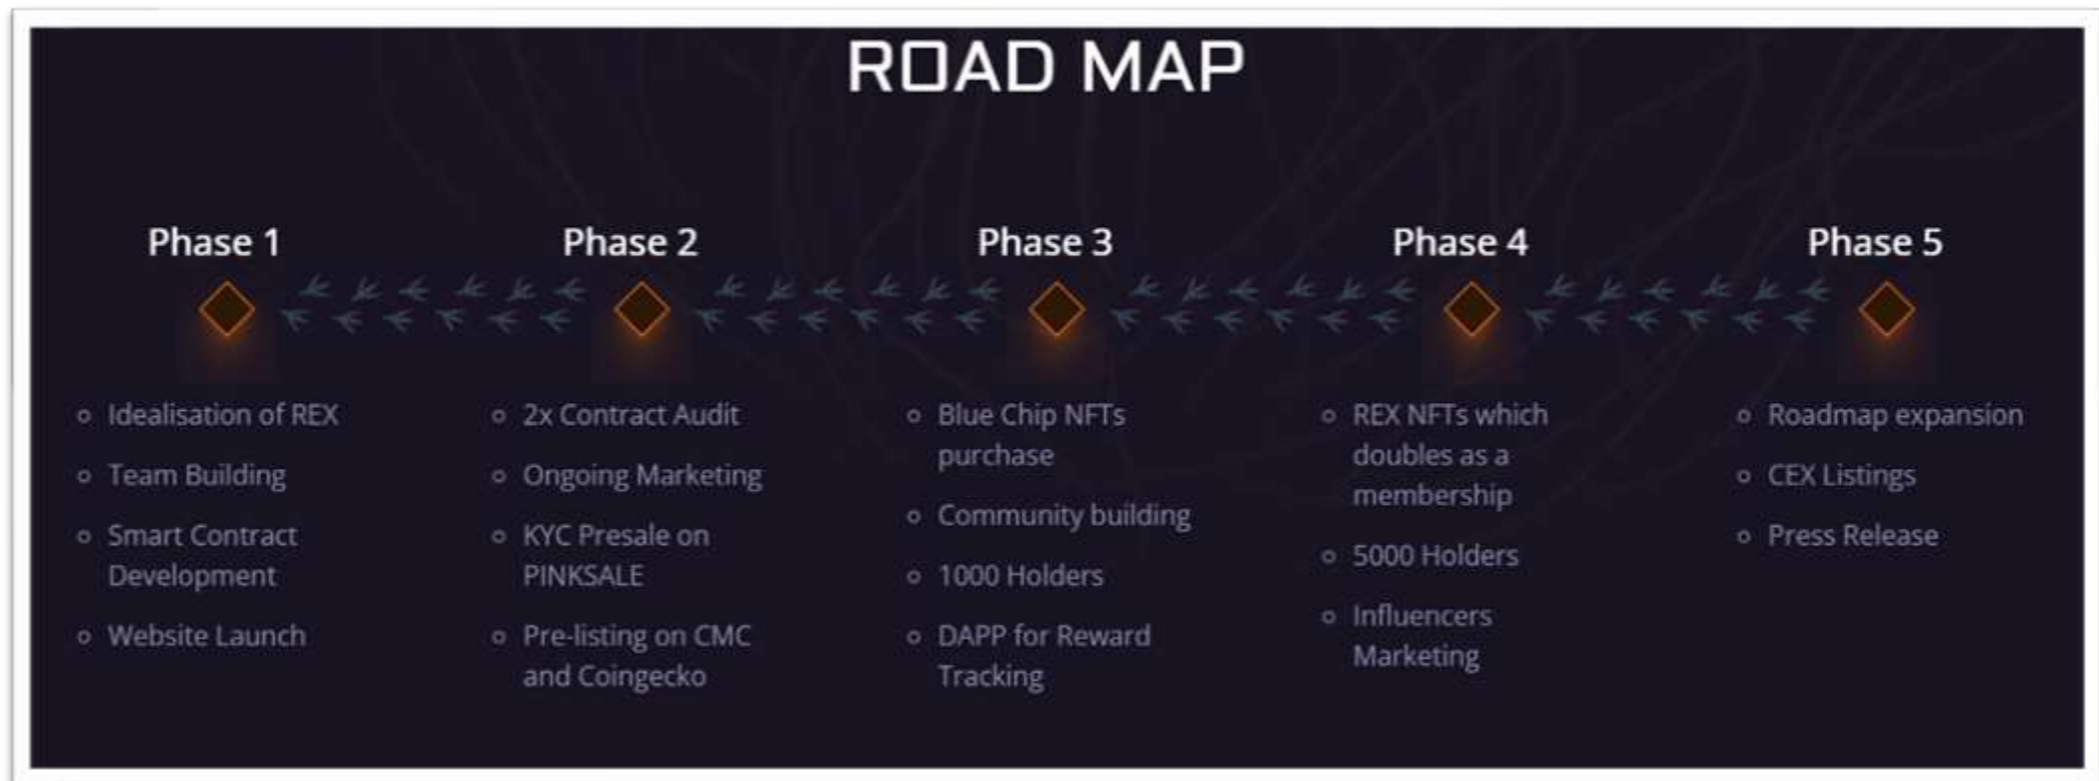 ROAD MAP
Phase 1
Idealisation of REX
Team Building
Smart Contract
Development
Website Launch
Phase 2
2x Contract Audit
Ongoing Marketing
KYC Presale on
PINKSALE
Pre-listing on CMC
and Coingecko
Phase 3
Blue Chip NFTs
purchase
Community building
1000 Holders
DAPP for Reward
Tracking
Phase 4
REX NFTs which
doubles as a
membership
5000 Holders
Influencers
Marketing
Phase 5
Roadmap expansion
CEX Listings
Press Release